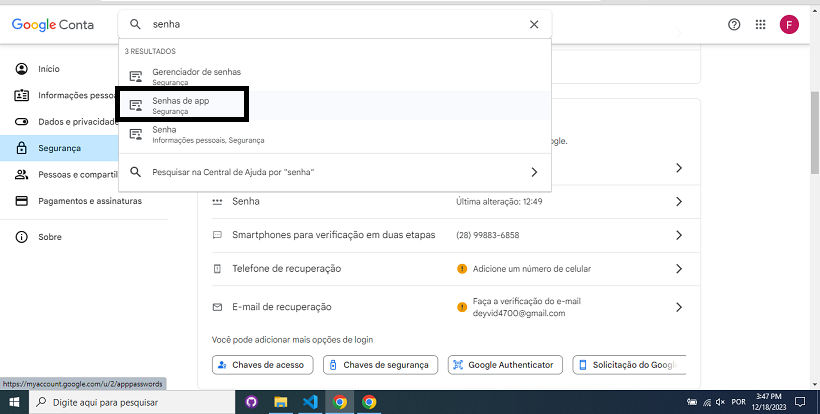 Google Conta
senha
F
3 RESULTADOS
Gerenciador de senhas
Segurança
Senhas de app
Segurança
Senha
Informações pessoais, Segurança
Pesquisar na Central de Ajuda por "senha"
Início
Informações pessoa
Dados e privacidade
Segurança
Pessoas e compartil
Pagamentos e assinaturas
Sobre
gle.
Senha
Última alteração: 12:49
Smartphones para verificação em duas etapas
(28) 99883-6858
Telefone de recuperação
Adicione um número de celular
E-mail de recuperação
Faça a verificação do e-mail
deyvid4700@gmail.com
Você pode adicionar mais opções de login
Chaves de acesso
Chaves de segurança
Google Authenticator
Solicitação do Google
https://myaccount.google.com/u/2/apppasswords
Digite aqui para pesquisar
POR
3:47 PM
12/18/2023